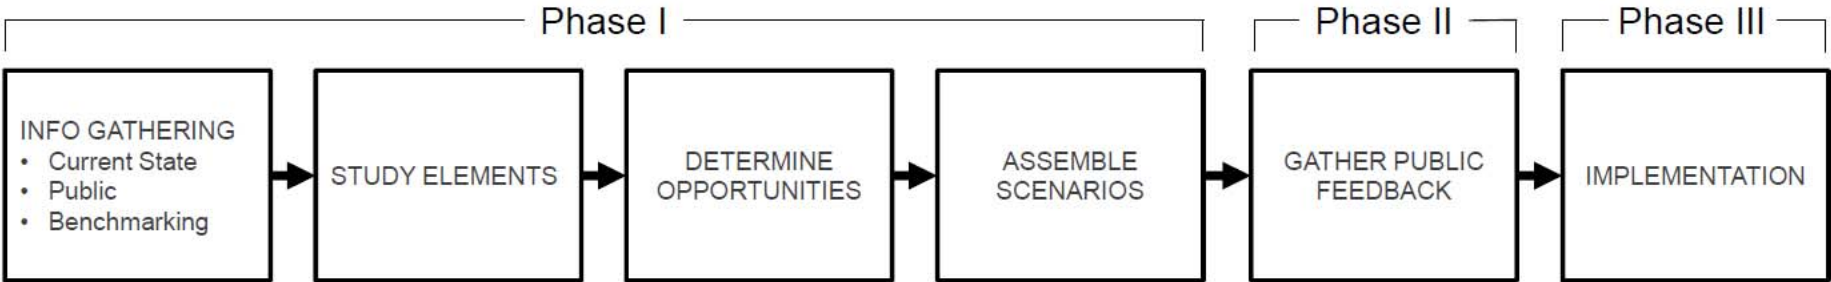 Phase I
Phase II
Phase III
INFO GATHERING
• Current State
• Public
• Benchmarking
STUDY ELEMENTS
DETERMINE
OPPORTUNITIES
ASSEMBLE
SCENARIOS
GATHER PUBLIC
FEEDBACK
IMPLEMENTATION